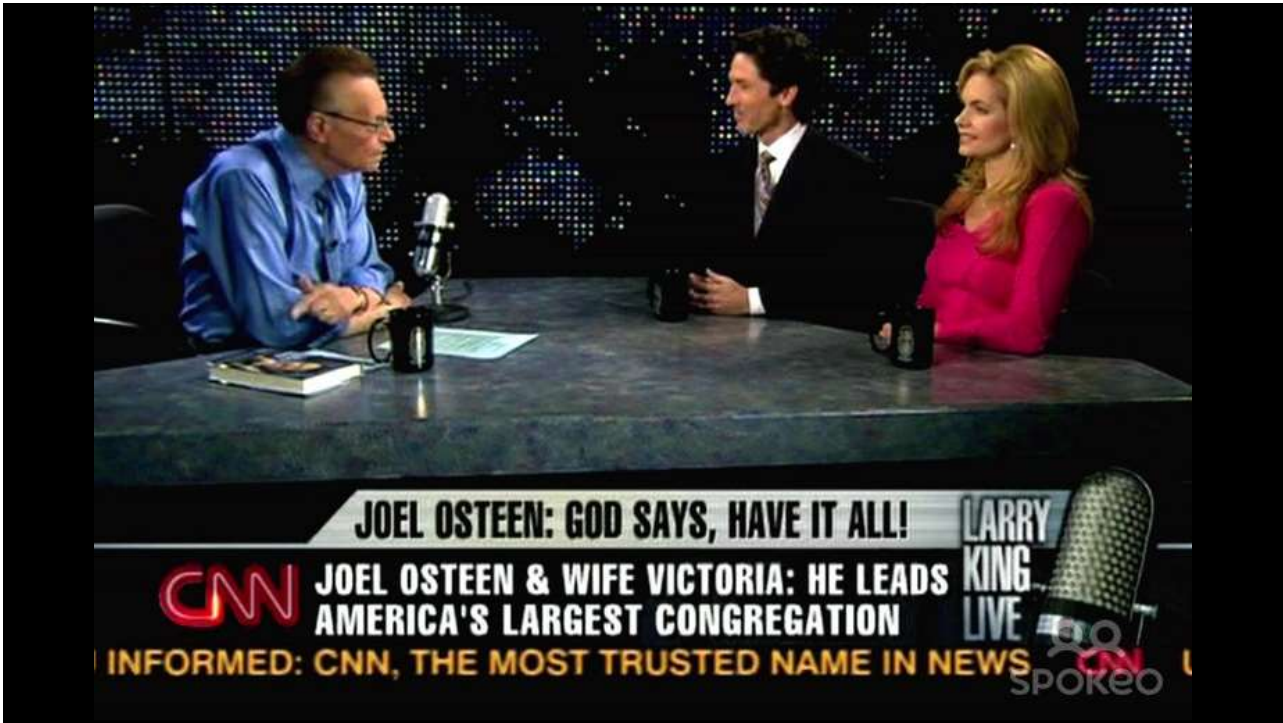 JOEL OSTEEN: GOD SAYS, HAVE IT ALL!
LARRY
KING
LIVE
CNN
JOEL OSTEEN & WIFE VICTORIA: HE LEADS
AMERICA'S LARGEST CONGREGATION
INFORMED: CNN, THE MOST TRUSTED NAME IN NEWS CNN
SPOKEO